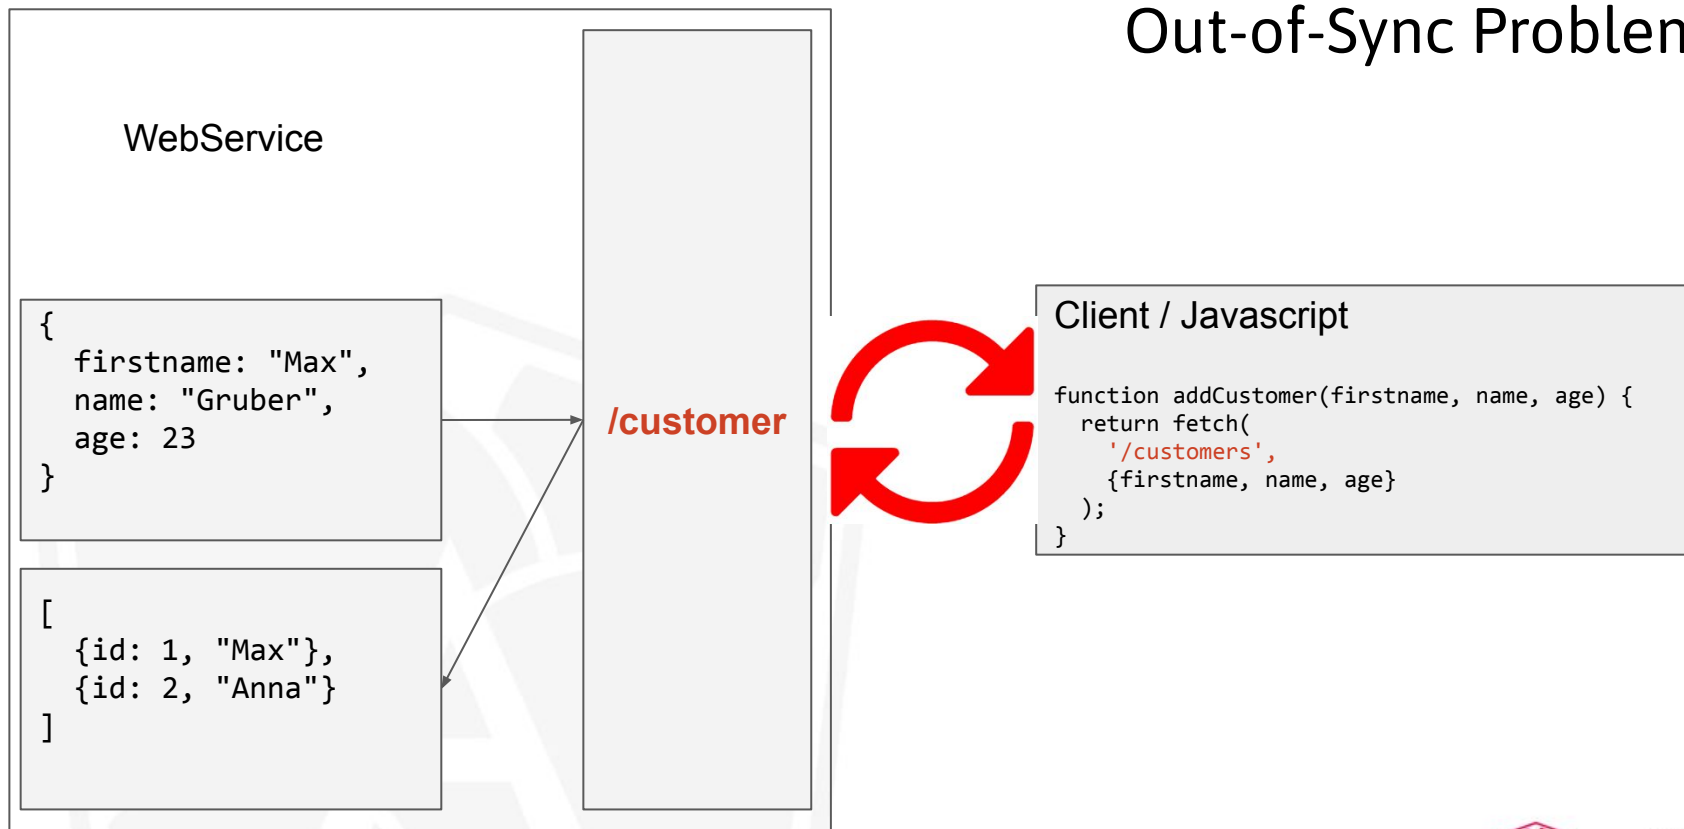 Out-of-Sync Problem
WebService
{
  firstname: "Max",
  name: "Gruber",
  age: 23
}
[
  {id: 1, "Max"},
  {id: 2, "Anna"}
]
/customer
Client / Javascript
function addCustomer(firstname, name, age) {
  return fetch(
    '/customers',
    {firstname, name, age}
  );
}